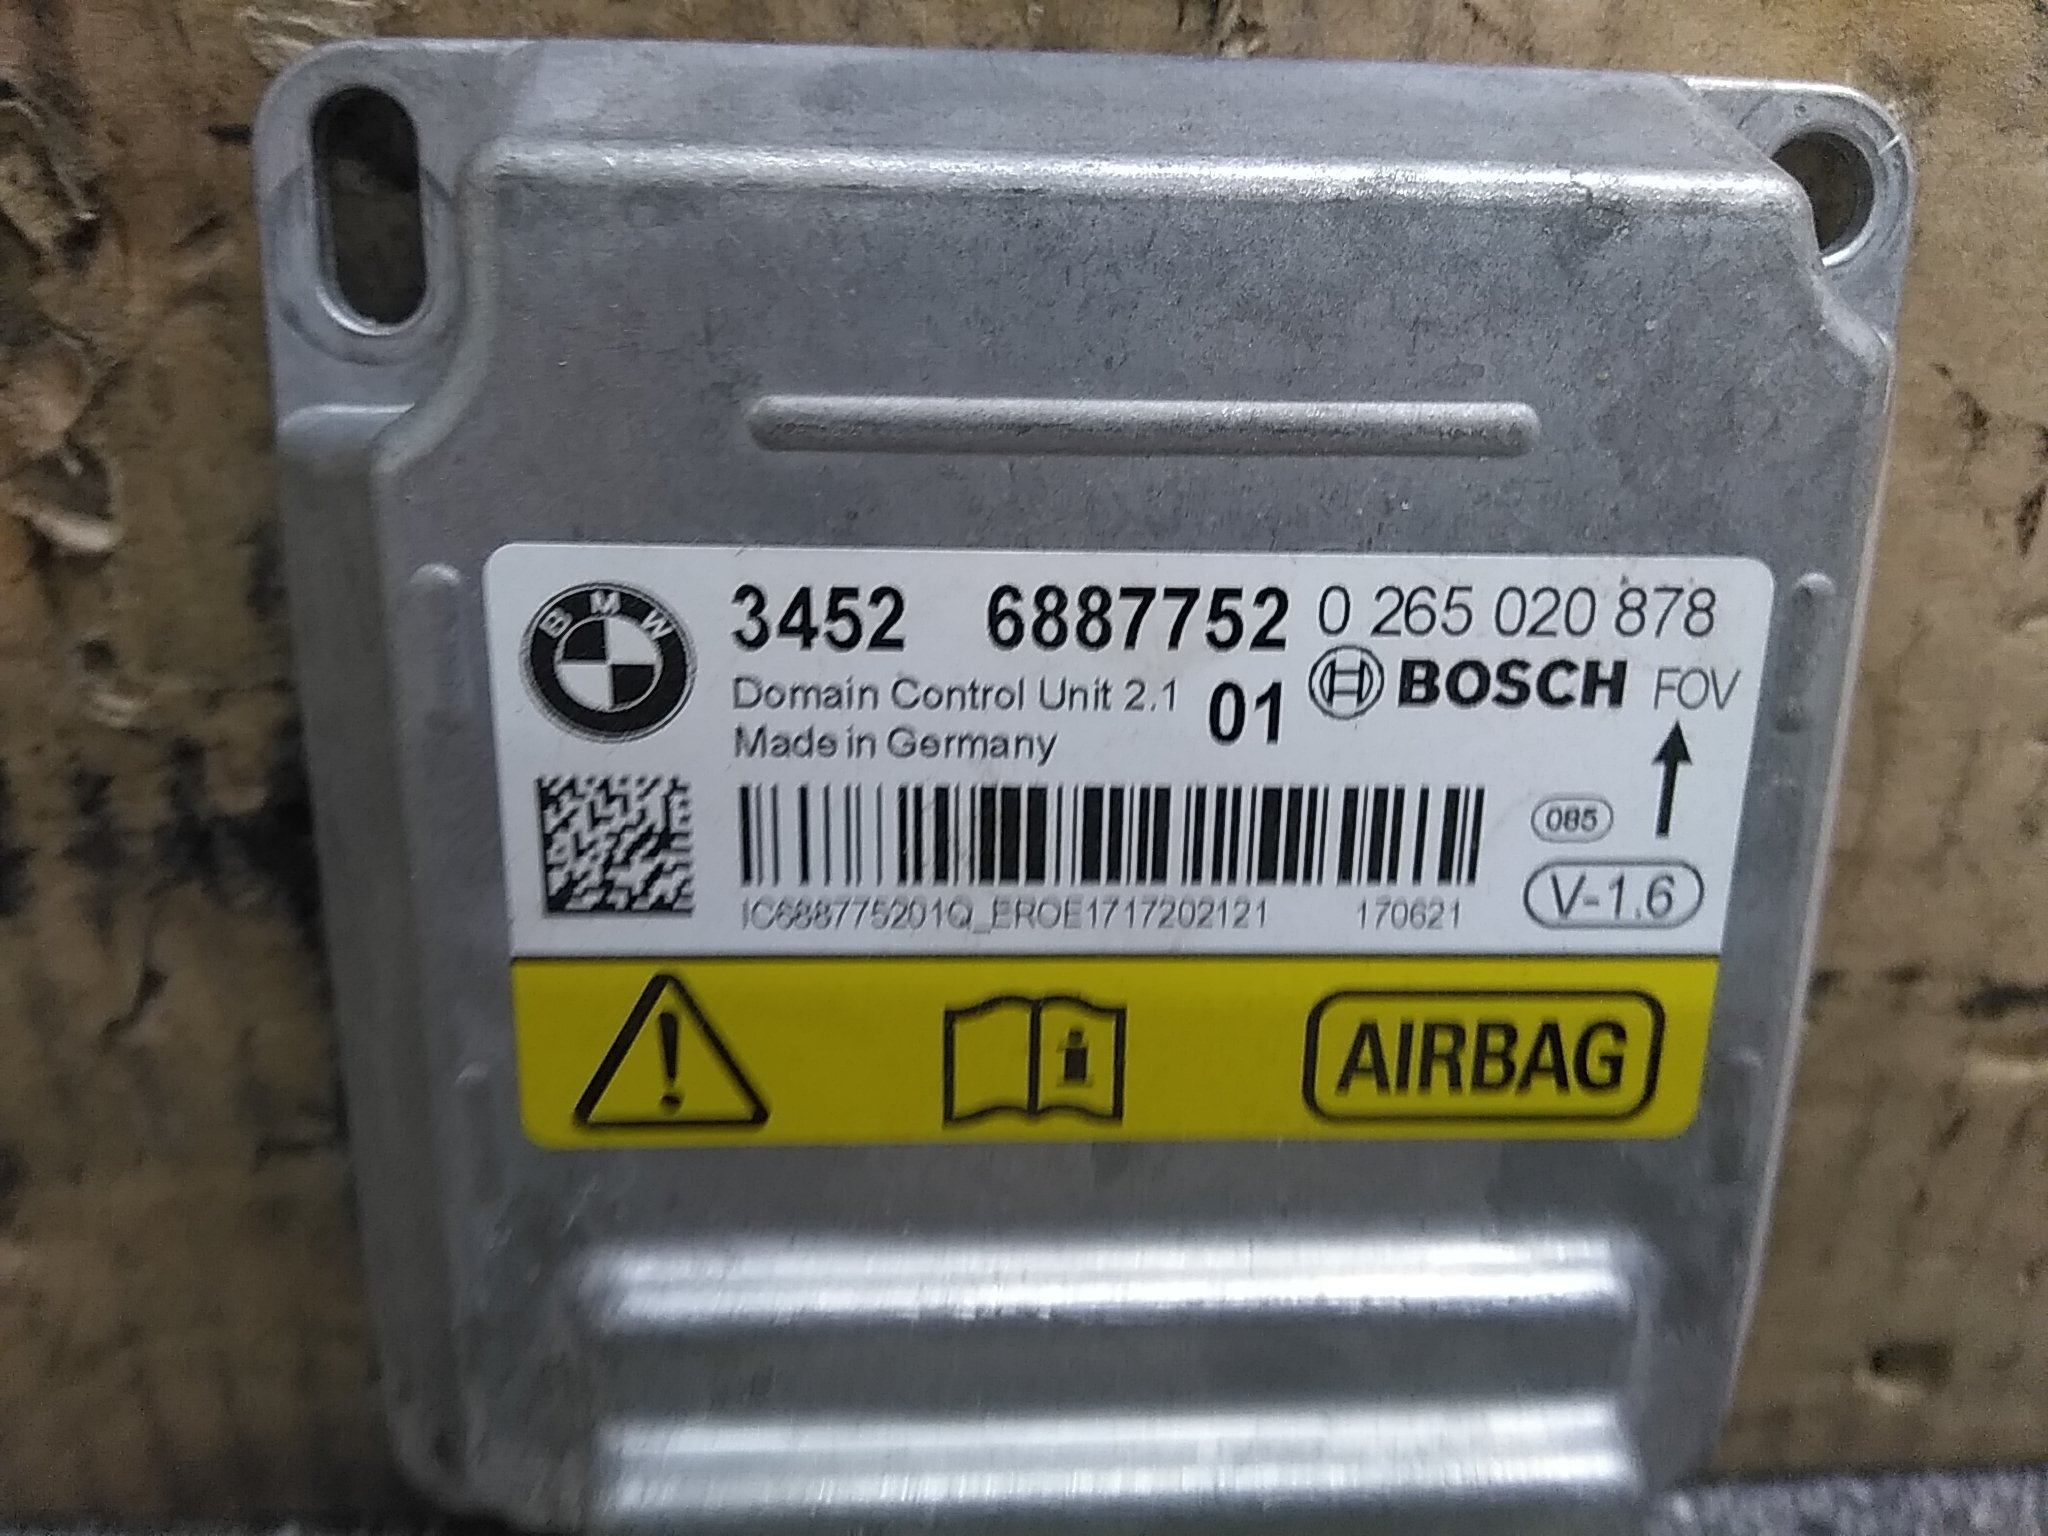 BMW
3452 6887752 0 265 020 878
Domain Control Unit 2.1 01 BOSCH FOV
Made in Germany
085
IC688775201Q_EROE1717202121 170621
V-1.6
AIRBAG